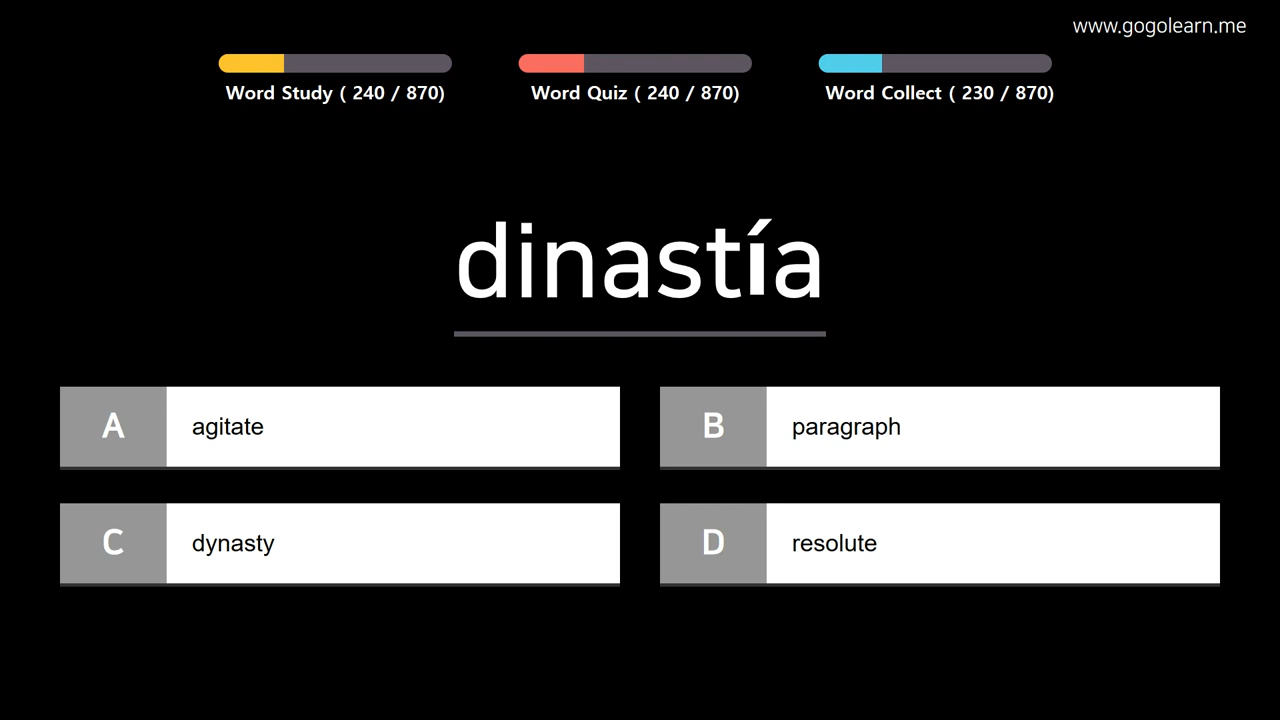 www.gogolearn.me
Word Study ( 240 / 870)
Word Quiz ( 240 / 870)
Word Collect ( 230 / 870)
dinastía
A agitate
B paragraph
C dynasty
D resolute